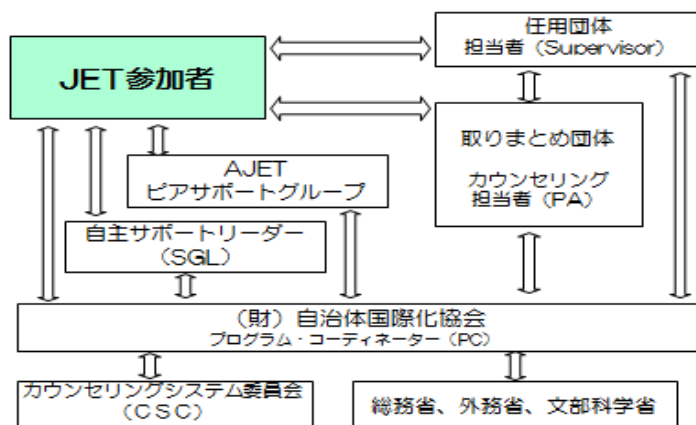 任用団体
担当者（Supervisor）
JET参加者
取りまとめ団体
カウンセリング
担当者（PA）
AJET
ピアサポートグループ
自主サポートリーダー
（SGL）
（財）自治体国際化協会
プログラム・コーディネーター（PC）
カウンセリングシステム委員会
（ＣＳＣ）
総務省、外務省、文部科学省